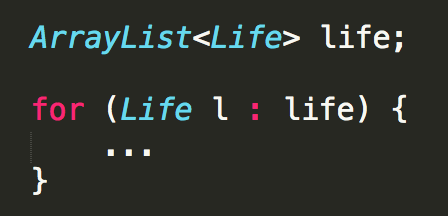 ArrayList<Life> life;
for (Life l : life) {
...
}